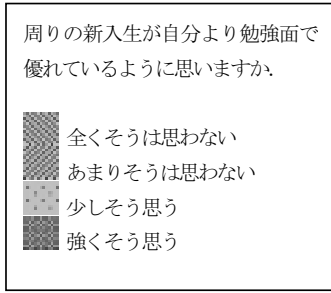 周りの新入生が自分より勉強面で
優れているように思いますか.
全くそうは思わない
あまりそうは思わない
少しそう思う
強くそう思う